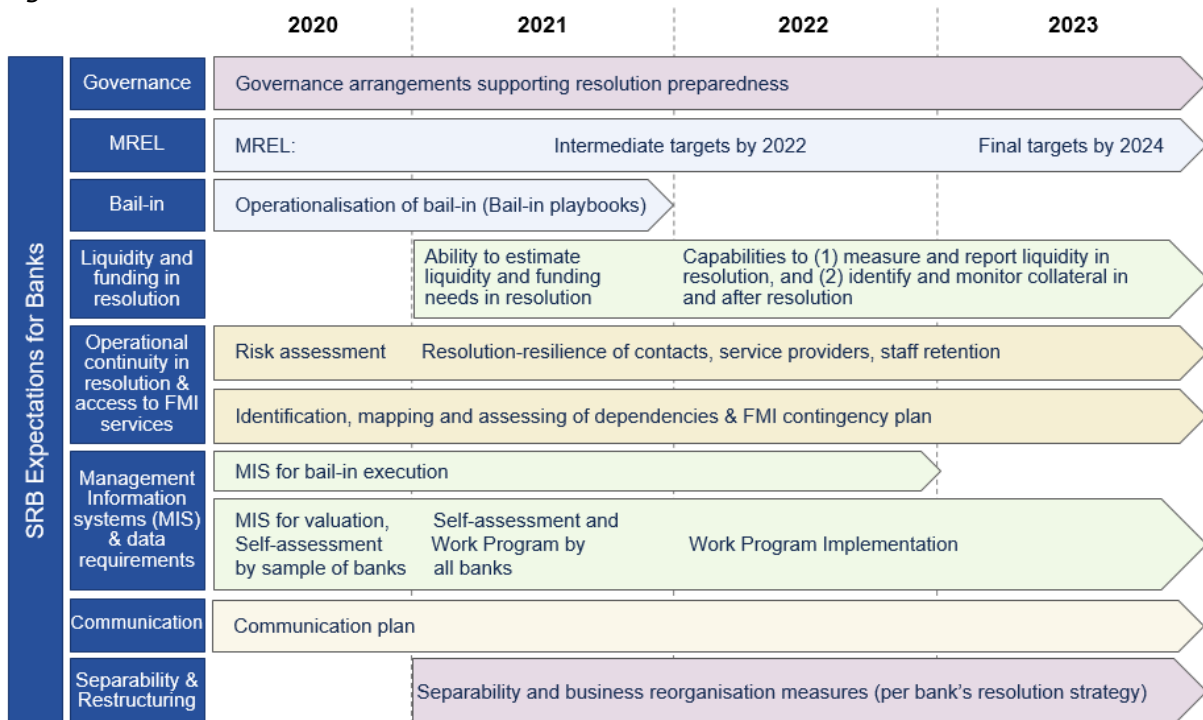 2020 2021 2022 2023
SRB Expectations for Banks
Governance
Governance arrangements supporting resolution preparedness
MREL
MREL: Intermediate targets by 2022 Final targets by 2024
Bail-in
Operationalisation of bail-in (Bail-in playbooks)
Liquidity and
funding in
resolution
Ability to estimate
liquidity and funding
needs in resolution
Capabilities to (1) measure and report liquidity in
resolution, and (2) identify and monitor collateral in
and after resolution
Operational
continuity in
resolution &
access to FMI
services
Risk assessment
Resolution-resilience of contacts, service providers, staff retention
Identification, mapping and assessing of dependencies & FMI contingency plan
Management
Information
systems (MIS)
& data
requirements
MIS for bail-in execution
MIS for valuation,
Self-assessment
by sample of banks
Self-assessment and
Work Program by
all banks
Work Program Implementation
Communication
Communication plan
Separability &
Restructuring
Separability and business reorganisation measures (per bank's resolution strategy)